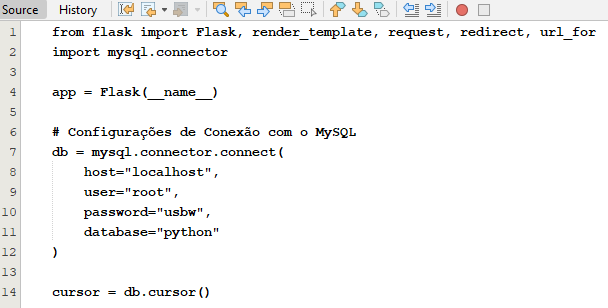 Source History
1 from flask import Flask, render_template, request, redirect, url_for
2 import mysql.connector
3
4 app = Flask(__name__)
5
6 # Configurações de Conexão com o MySQL
7 db = mysql.connector.connect(
8 host="localhost",
9 user="root",
10 password="usbw",
11 database="python"
12 )
13
14 cursor = db.cursor()